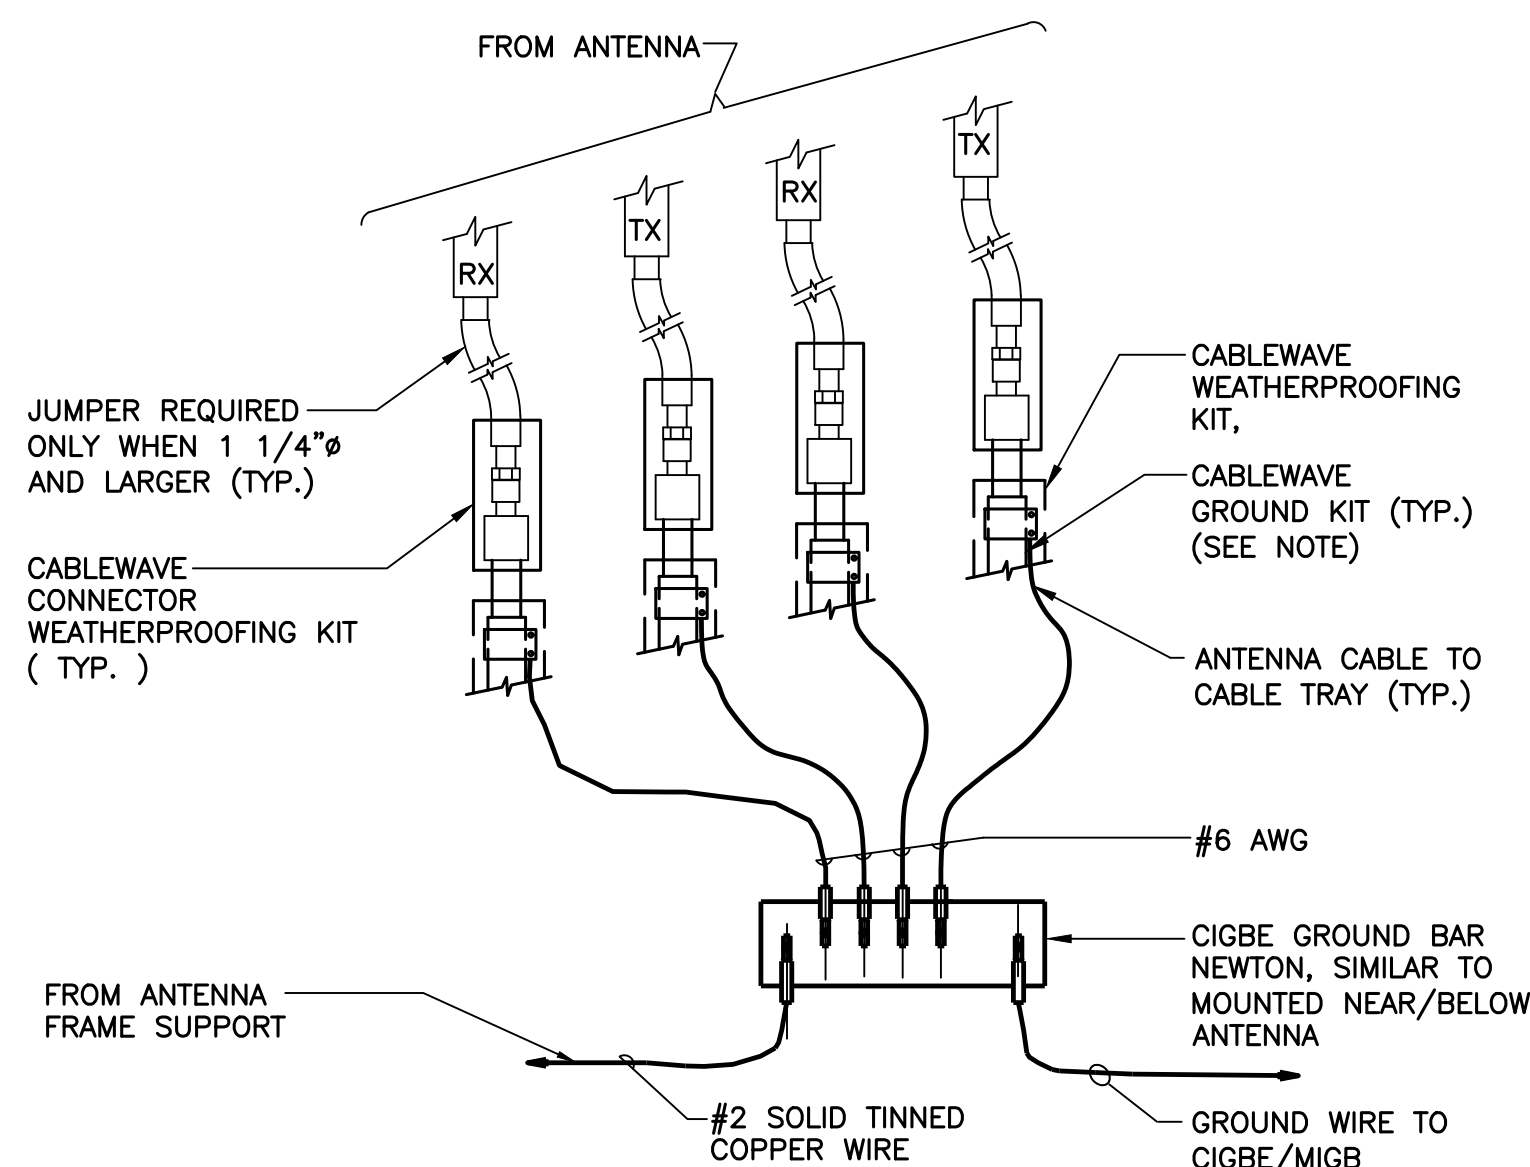 FROM ANTENNA
TX
RX
TX
RX
JUMPER REQUIRED
ONLY WHEN 1 1/4"ø
AND LARGER (TYP.)
CABLEWAVE
CONNECTOR
WEATHERPROOFING KIT
( TYP. )
CABLEWAVE
WEATHERPROOFING
KIT,
CABLEWAVE
GROUND KIT (TYP.)
(SEE NOTE)
ANTENNA CABLE TO
CABLE TRAY (TYP.)
#6 AWG
CIGBE GROUND BAR
NEWTON, SIMILAR TO
MOUNTED NEAR/BELOW
ANTENNA
FROM ANTENNA
FRAME SUPPORT
#2 SOLID TINNED
COPPER WIRE
GROUND WIRE TO
CIGBE/MIGB